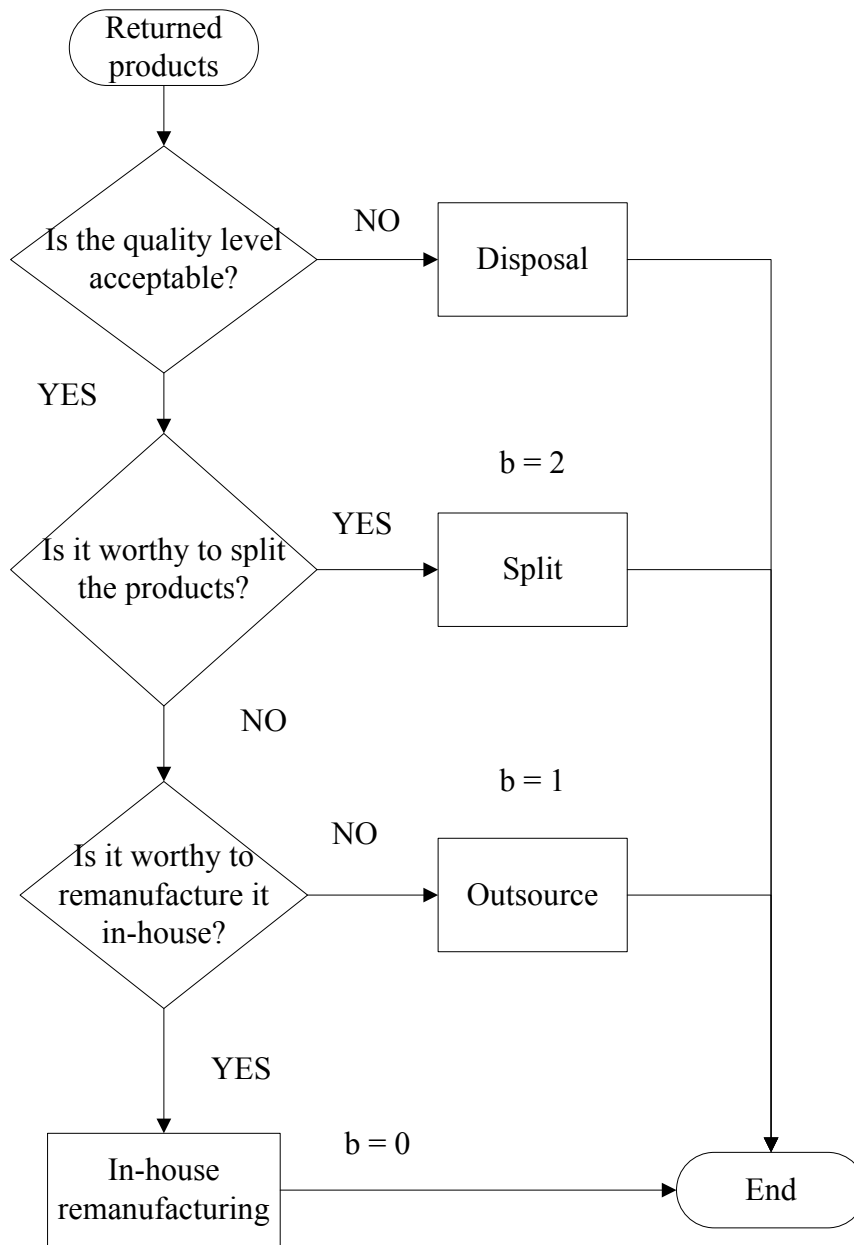 Returned
products
Is the quality level
acceptable?
NO
Disposal
YES
b = 2
Is it worthy to split
the products?
YES
Split
NO
b = 1
Is it worthy to
remanufacture it
in-house?
NO
Outsource
YES
b = 0
In-house
remanufacturing
End